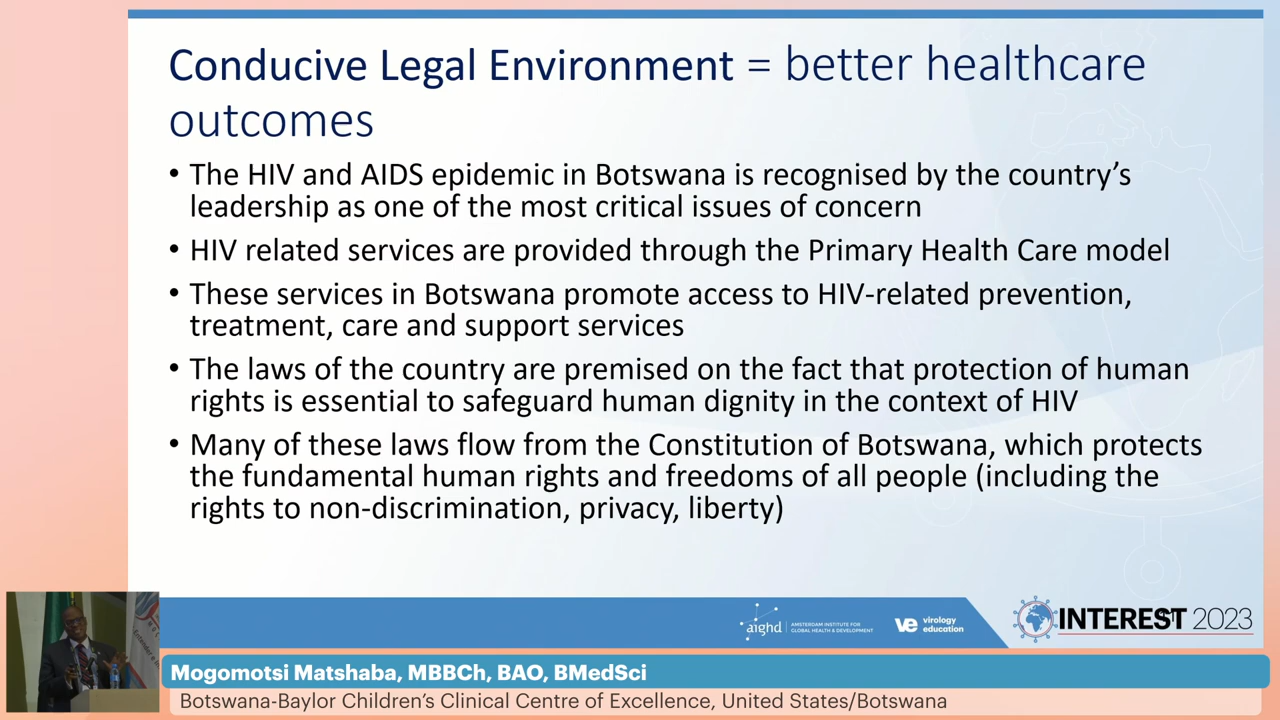 Conducive Legal Environment = better healthcare
outcomes
• The HIV and AIDS epidemic in Botswana is recognised by the country's
leadership as one of the most critical issues of concern
• HIV related services are provided through the Primary Health Care model
• These services in Botswana promote access to HIV-related prevention,
treatment, care and support services
• The laws of the country are premised on the fact that protection of human
rights is essential to safeguard human dignity in the context of HIV
• Many of these laws flow from the Constitution of Botswana, which protects
the fundamental human rights and freedoms of all people (including the
rights to non-discrimination, privacy, liberty)
aighd
AMSTERDAM INSTITUTE FOR
GLOBAL HEALTH & DEVELOPMENT
ve virology
education
INTEREST 2023
Mogomotsi Matshaba, MBBCh, BAO, BMedSci
Botswana-Baylor Children's Clinical Centre of Excellence, United States/Botswana